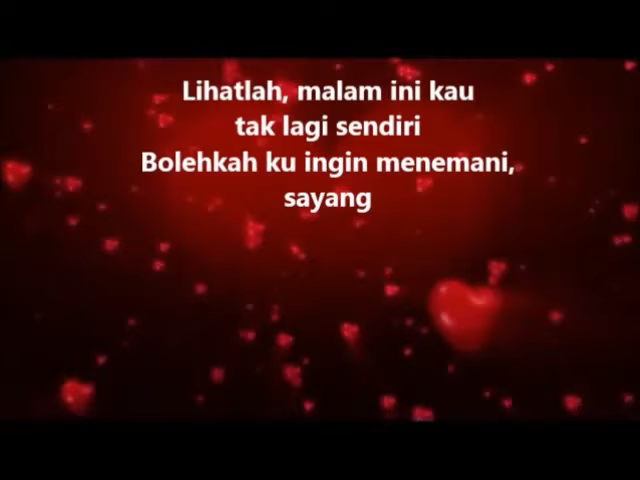 Lihatlah, malam ini kau
tak lagi sendiri
Bolehkah ku ingin menemani,
sayang